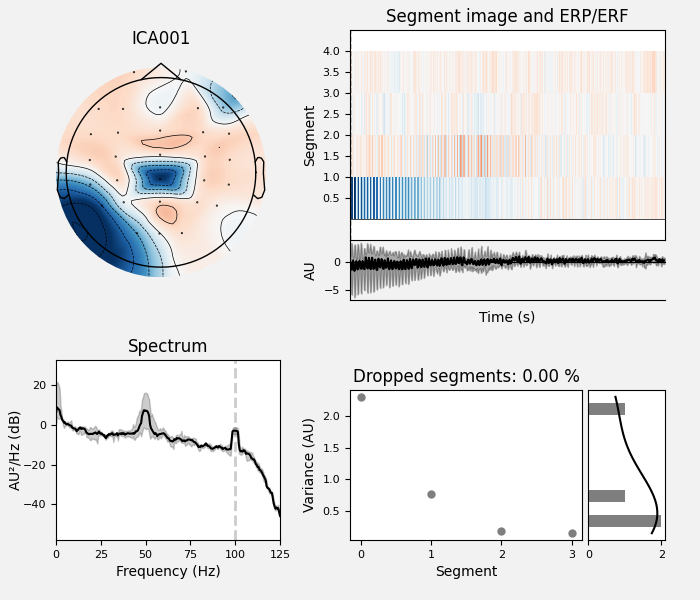 ICA001
Segment image and ERP/ERF
Segment
4.0
3.5
3.0
2.5
2.0
1.5
1.0
0.5
AU
0
−5
Time (s)
Spectrum
AU²/Hz (dB)
20
0
−20
−40
0 25 50 75 100 125
Frequency (Hz)
Dropped segments: 0.00 %
Variance (AU)
2.0
1.5
1.0
0.5
0 1 2 3
Segment
0 2